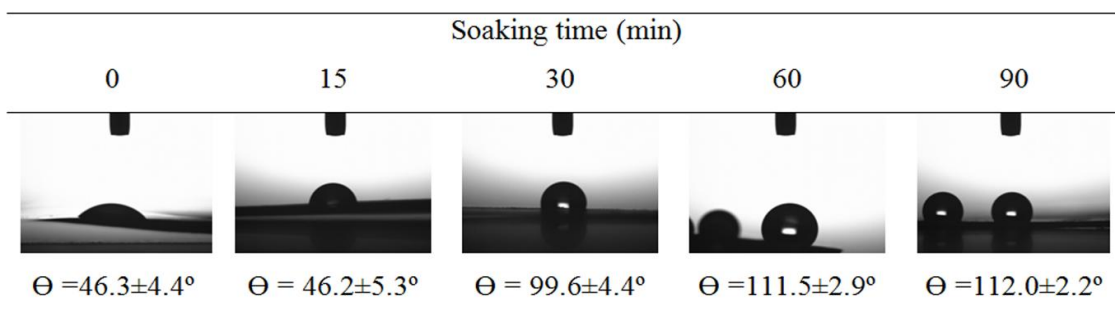 Soaking time (min)
0 15 30 60 90
Ɵ =46.3±4.4º Ɵ = 46.2±5.3º Ɵ = 99.6±4.4º Ɵ =111.5±2.9º Ɵ =112.0±2.2º